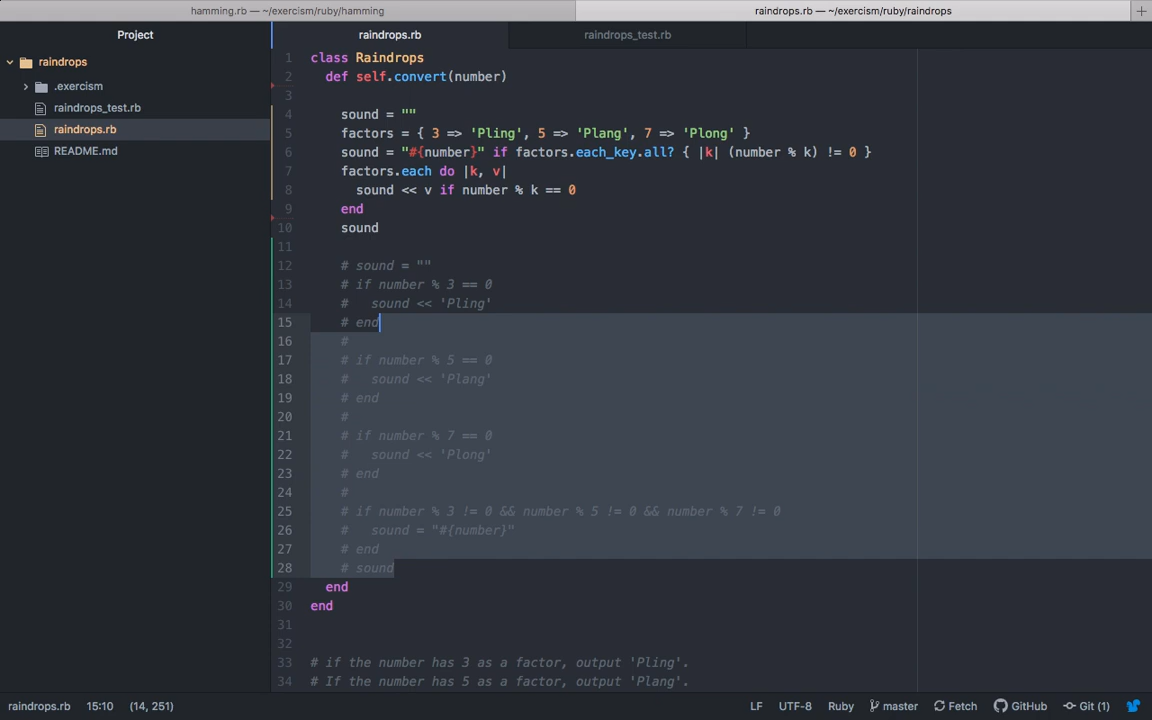 hamming.rb — ~/exercism/ruby/hamming
raindrops.rb — ~/exercism/ruby/raindrops
+
Project
raindrops.rb
raindrops_test.rb
raindrops
.exercism
raindrops_test.rb
raindrops.rb
README.md
1 class Raindrops
2   def self.convert(number)
3
4     sound = ""
5     factors = { 3 => 'Pling', 5 => 'Plang', 7 => 'Plong' }
6     sound = "#{number}" if factors.each_key.all? { |k| (number % k) != 0 }
7     factors.each do |k, v|
8       sound << v if number % k == 0
9     end
10     sound
11
12     # sound = ""
13     # if number % 3 == 0
14     #   sound << 'Pling'
15     # end
16     #
17     # if number % 5 == 0
18     #   sound << 'Plang'
19     # end
20     #
21     # if number % 7 == 0
22     #   sound << 'Plong'
23     # end
24     #
25     # if number % 3 != 0 && number % 5 != 0 && number % 7 != 0
26     #   sound = "#{number}"
27     # end
28     # sound
29   end
30 end
31
32
33 # if the number has 3 as a factor, output 'Pling'.
34 # If the number has 5 as a factor, output 'Plang'.
raindrops.rb 15:10 (14, 251) LF UTF-8 Ruby master Fetch GitHub Git (1)